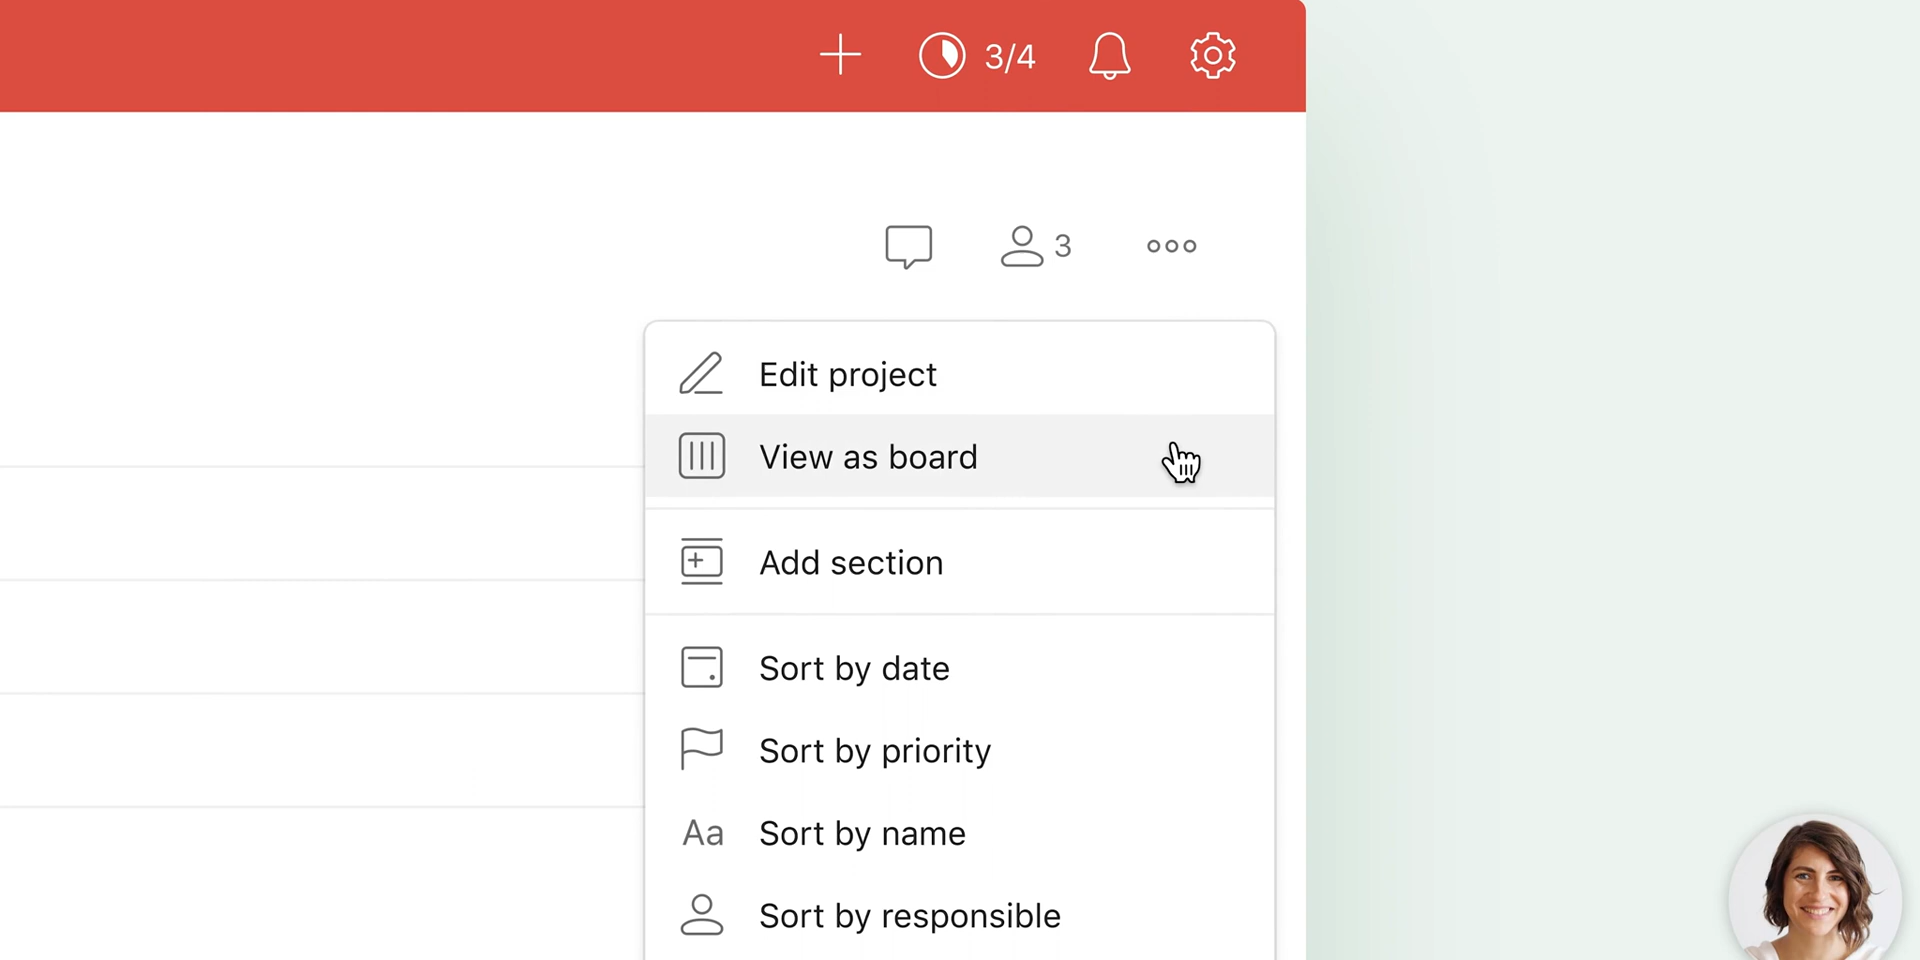 3/4
3
Edit project
View as board
Add section
Sort by date
Sort by priority
Aa Sort by name
Sort by responsible